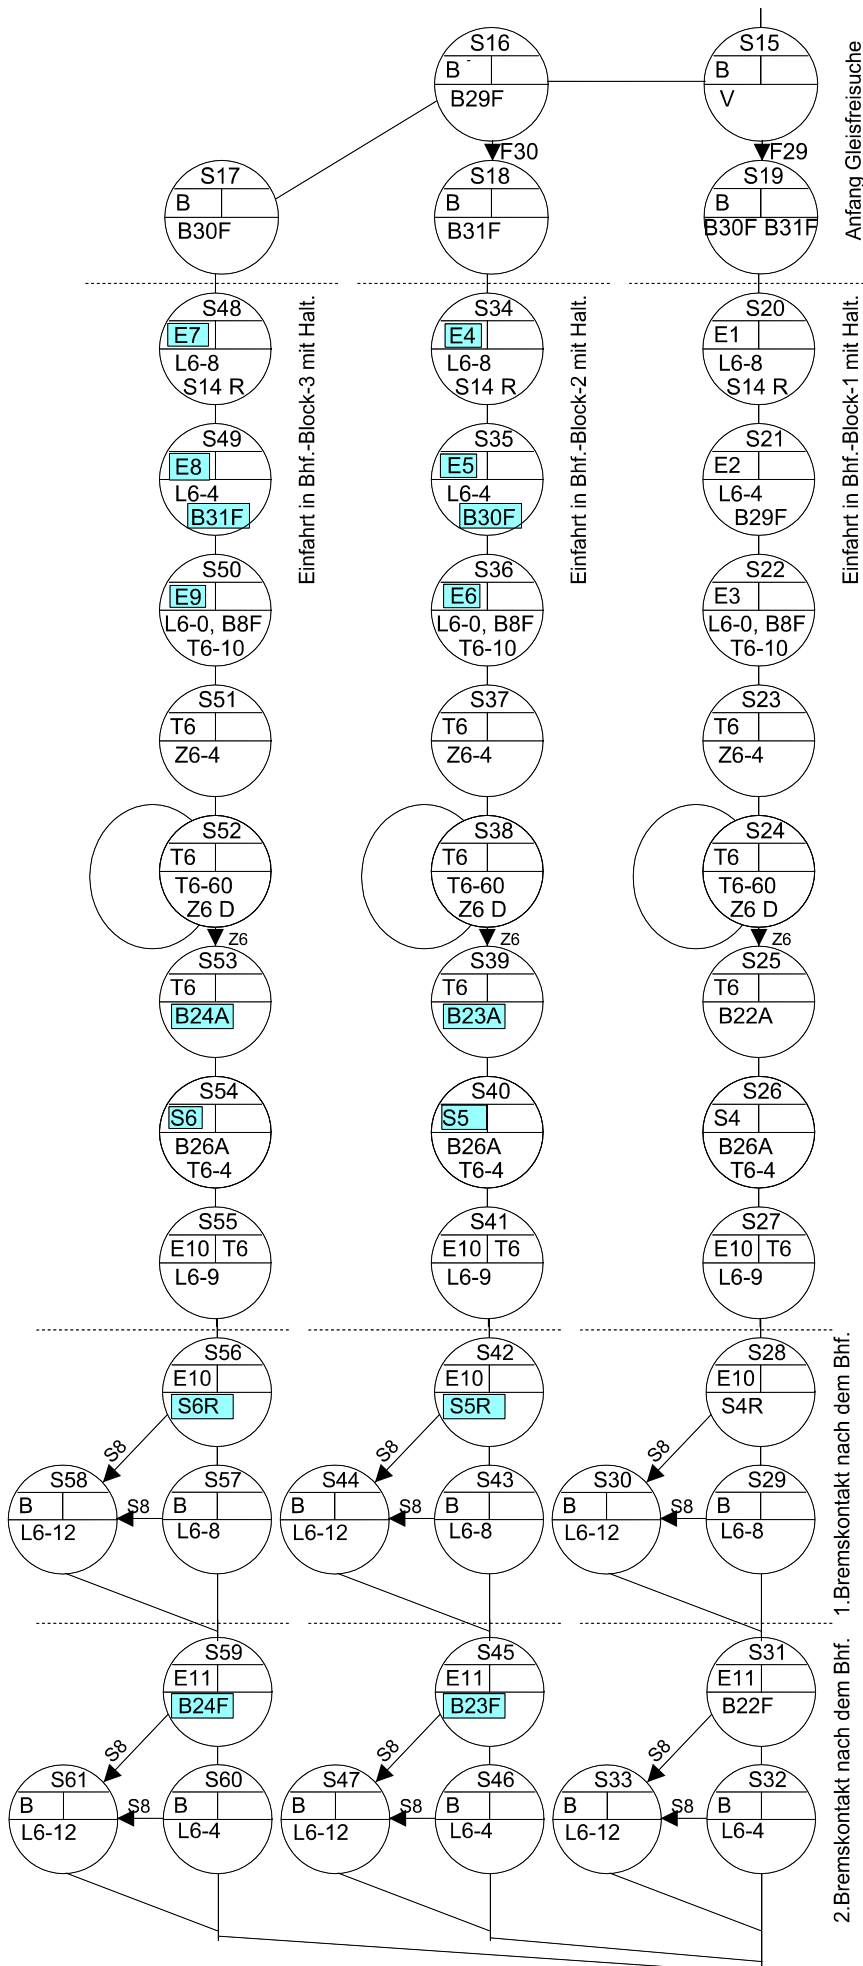 S16
B -
B29F
S15
B
V
F30
F29
Anfang Gleisfreisuche
S17
B
B30F
S18
B
B31F
S19
B
B30F B31F
S48
E7
L6-8
S14 R
Einfahrt in Bhf.-Block-3 mit Halt.
S34
E4
L6-8
Einfahrt in Bhf.-Block-2 mit Halt.
S20
E1
L6-8
S14 R
Einfahrt in Bhf.-Block-1 mit Halt.
S49
E8
L6-4
B31F
S35
E5
L6-4
B30F
S21
E2
L6-4
B29F
S50
E9
L6-0, B8F
T6-10
S36
E6
L6-0, B8F
T6-10
S22
E3
L6-0, B8F
T6-10
S51
T6
Z6-4
S37
T6
Z6-4
S23
T6
Z6-4
S52
T6
T6-60
Z6 D
Z6
S38
T6
T6-60
Z6 D
Z6
S24
T6
T6-60
Z6 D
Z6
S53
T6
B24A
S39
T6
B23A
S25
T6
B22A
S54
S6
B26A
T6-4
S40
S5
B26A
T6-4
S26
S4
B26A
T6-4
S55
E10 T6
L6-9
S41
E10 T6
L6-9
S27
E10 T6
L6-9
1.Bremskontakt nach dem Bhf.
S56
E10
S6R
S8
S42
E10
S5R
S8
S28
E10
S4R
S8
S58
B
L6-12
S8
S57
B
L6-8
S44
B
L6-12
S8
S43
B
L6-8
S30
B
L6-12
S8
S29
B
L6-8
2.Bremskontakt nach dem Bhf.
S59
E11
B24F
S8
S45
E11
B23F
S8
S31
E11
B22F
S8
S61
B
L6-12
S8
S60
B
L6-4
S47
B
L6-12
S8
S46
B
L6-4
S33
B
L6-12
S8
S32
B
L6-4